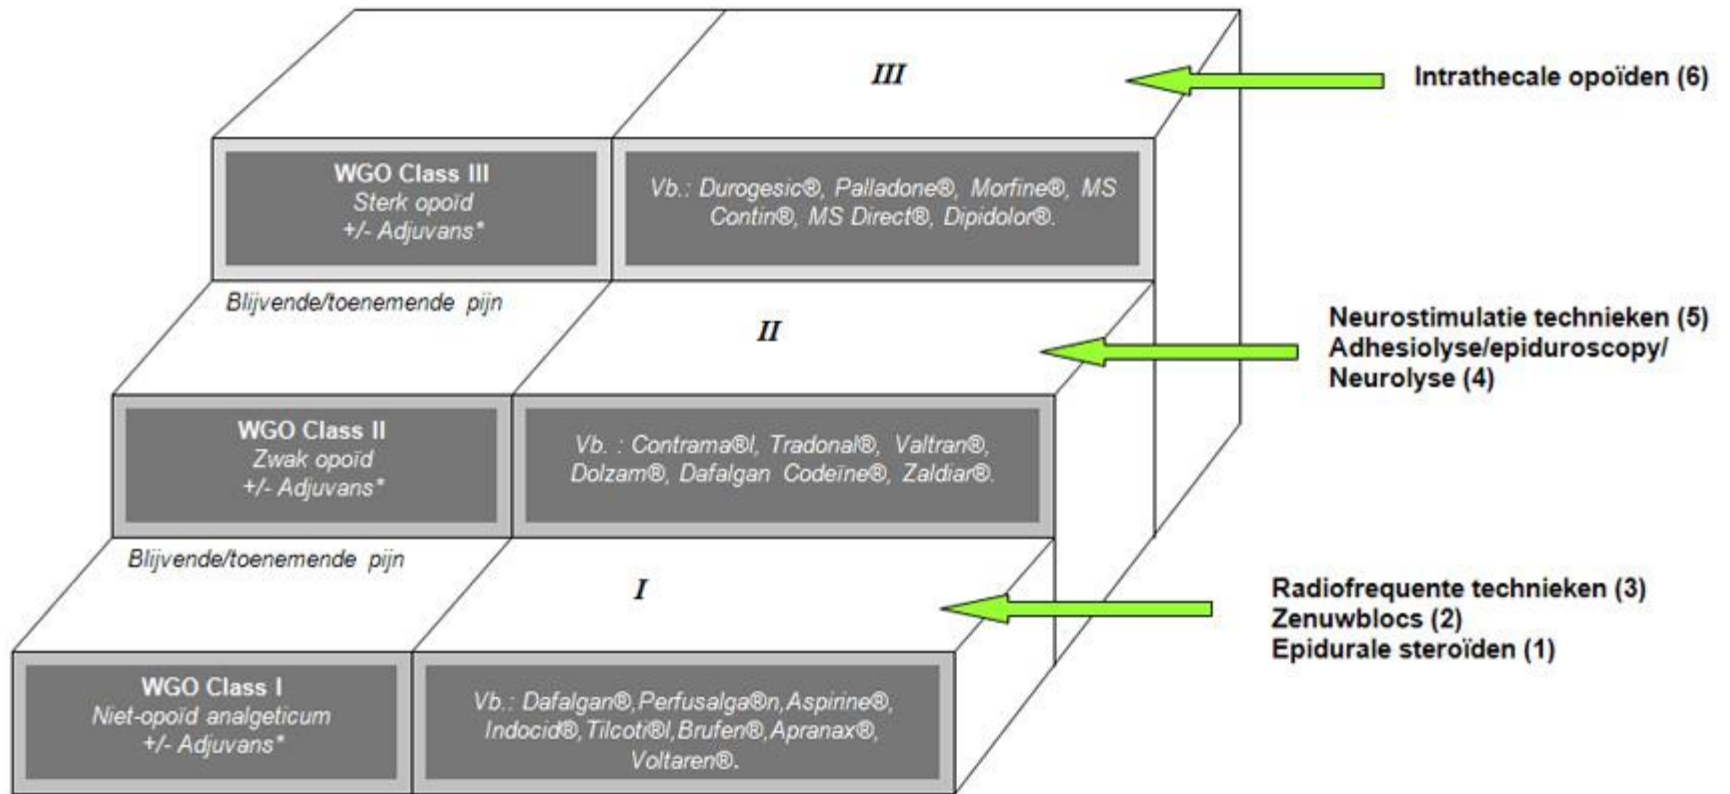 III
Intrathecale opoïden (6)
WGO Class III
Sterk opoïd
+/- Adjuvans*
Vb.: Durogesic®, Palladone®, Morfine®, MS
Contin®, MS Direct®, Dipidolor®.
Blijvende/toenemende pijn
II
Neurostimulatie technieken (5)
Adhesiolyse/epiduroscopy/
Neurolyse (4)
WGO Class II
Zwak opoïd
+/- Adjuvans*
Vb. : Contrama®l, Tradonal®, Valtran®,
Dolzam®, Dafalgan Codeïne®, Zaldiar®.
Blijvende/toenemende pijn
I
Radiofrequente technieken (3)
Zenuwblocs (2)
Epidurale steroïden (1)
WGO Class I
Niet-opoïd analgeticum
+/- Adjuvans*
Vb.: Dafalgan®,Perfusalga®n,Aspirine®,
Indocid®,Tilcoti®l,Brufen®,Apranax®,
Voltaren®.